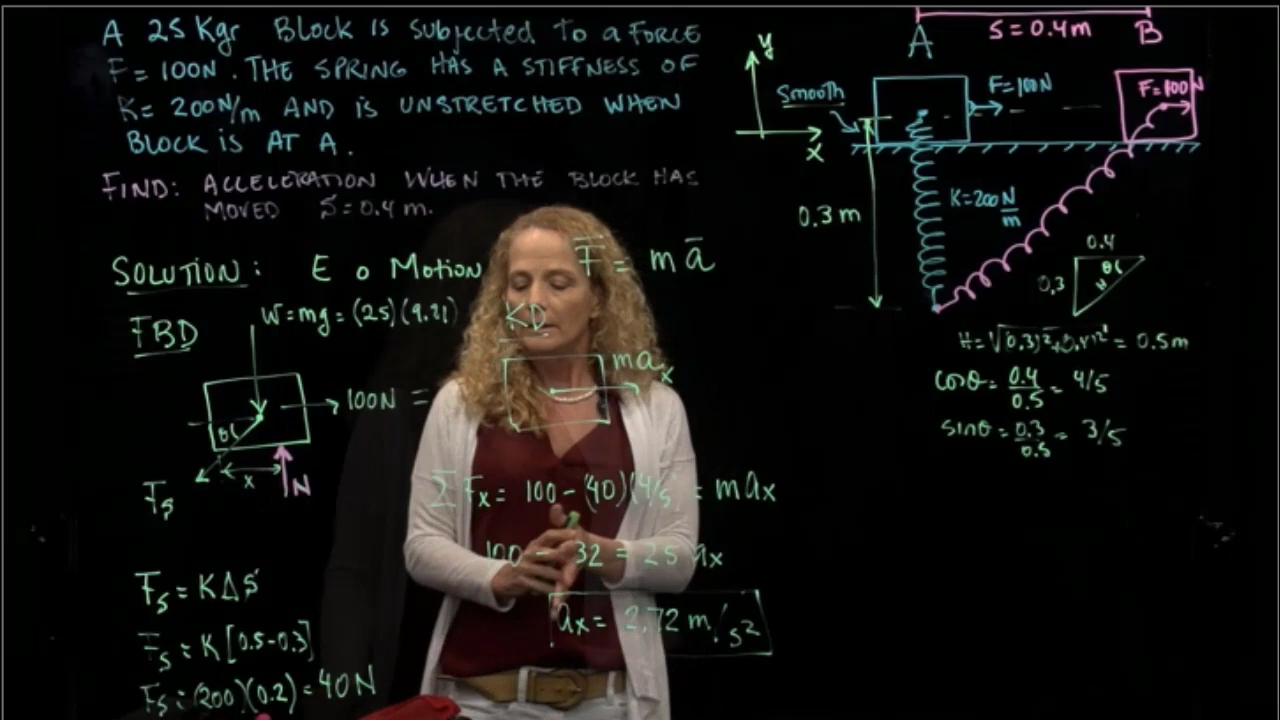 A 25 Kgr BLOCK IS SUBJECTED TO A FORCE
F = 100N. THE SPRING HAS A STIFFNESS OF
K = 200N/m AND IS UNSTRETCHED WHEN
BLOCK IS AT A.
FIND: ACCELERATION WHEN THE BLOCK HAS
MOVED S = 0.4 m.
SOLUTION: E o Motion F̅ = m a̅
FBD
W = mg = (25)(9.81)
KD
100N =
θ
x
N
Fs
max
ΣFx = 100 - (40)(4/5) = max
100 - 32 = 25 ax
ax = 2,72 m/s²
Fs = KΔS
Fs = K[0.5-0.3]
Fs = (200)(0.2) = 40N
S = 0.4m
A
B
y
x
Smooth
F = 100N
F = 100N
0.3 m
K = 200 N/m
0.4
0,3
θ
H
H = √(0.3)²+(0.4)² = 0.5m
cosθ = 0.4/0.5 = 4/5
sinθ = 0.3/0.5 = 3/5